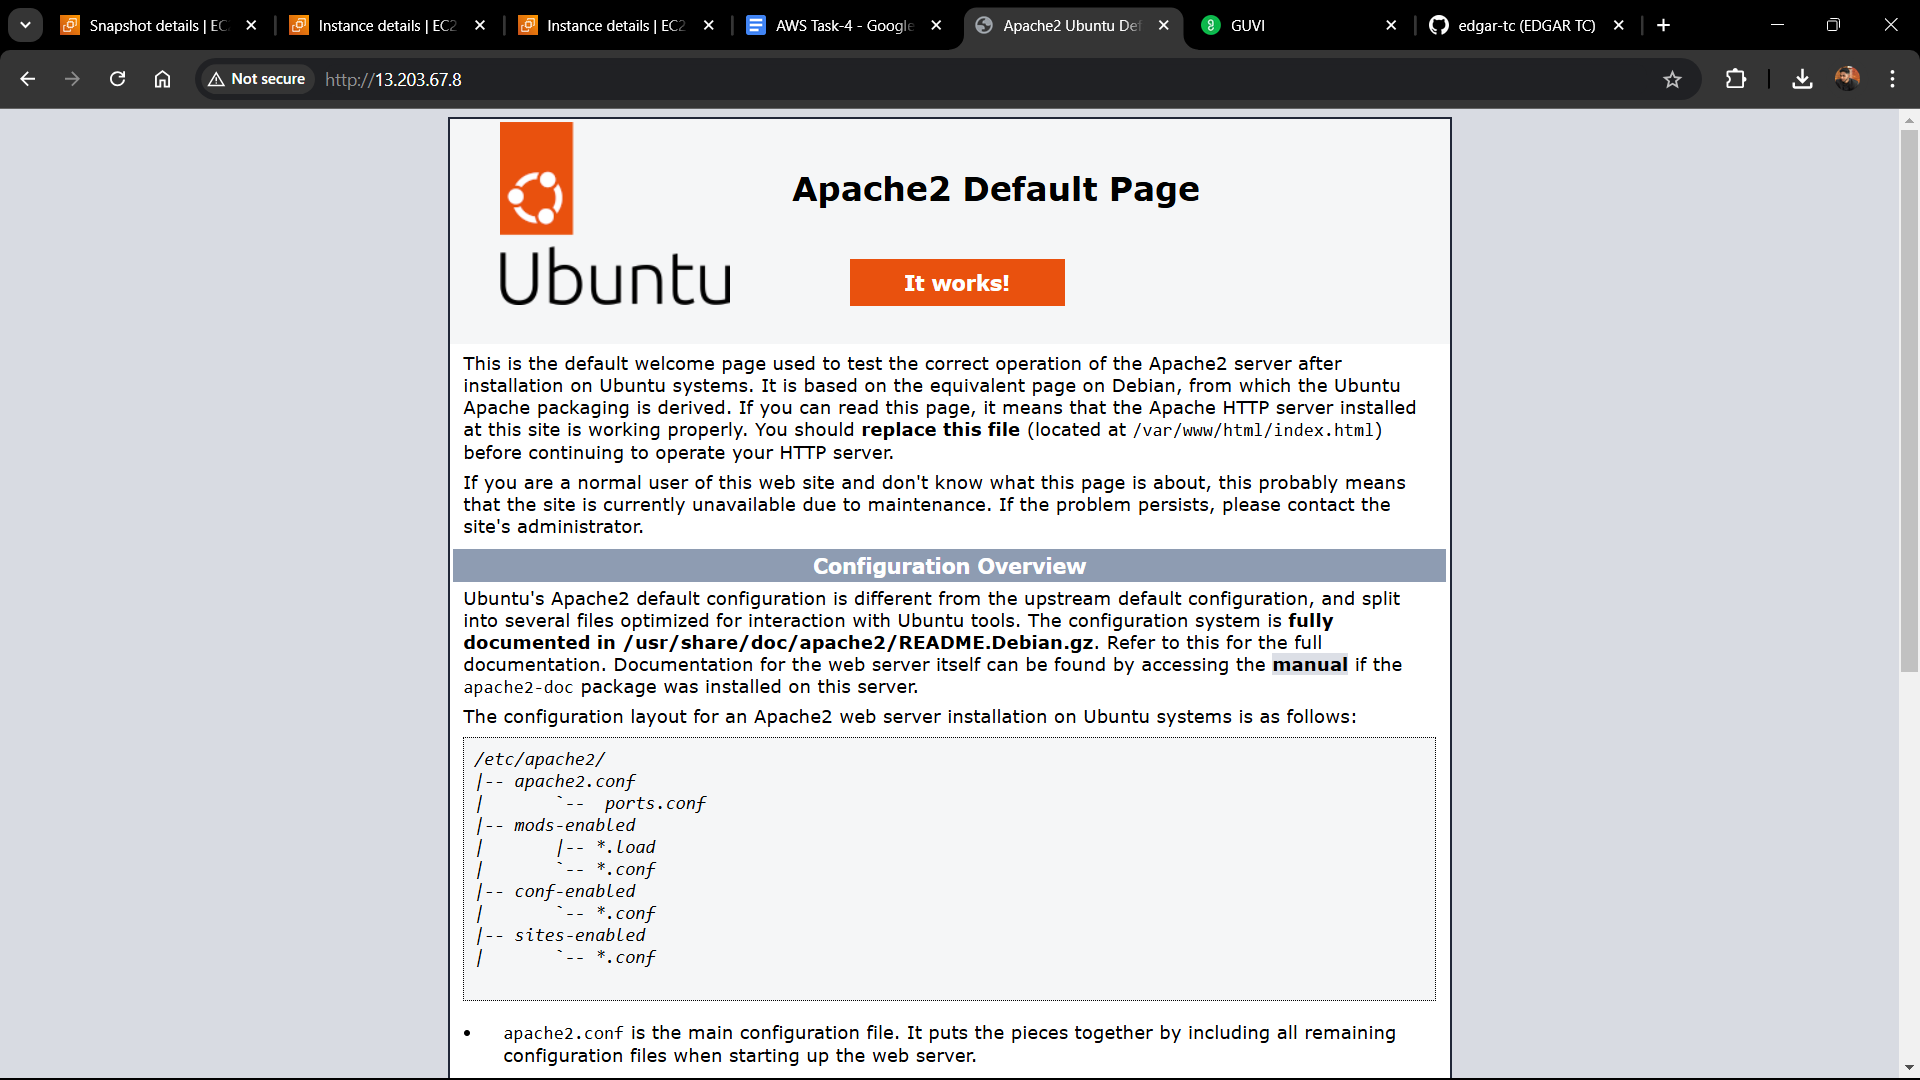 Snapshot details | EC
Instance details | EC2
Instance details | EC2
AWS Task-4 - Google
Apache2 Ubuntu Def
GUVI
edgar-tc (EDGAR TC)
Not secure
http://13.203.67.8
Apache2 Default Page
Ubuntu
It works!
This is the default welcome page used to test the correct operation of the Apache2 server after
installation on Ubuntu systems. It is based on the equivalent page on Debian, from which the Ubuntu
Apache packaging is derived. If you can read this page, it means that the Apache HTTP server installed
at this site is working properly. You should replace this file (located at /var/www/html/index.html)
before continuing to operate your HTTP server.
If you are a normal user of this web site and don't know what this page is about, this probably means
that the site is currently unavailable due to maintenance. If the problem persists, please contact the
site's administrator.
Configuration Overview
Ubuntu's Apache2 default configuration is different from the upstream default configuration, and split
into several files optimized for interaction with Ubuntu tools. The configuration system is fully
documented in /usr/share/doc/apache2/README.Debian.gz. Refer to this for the full
documentation. Documentation for the web server itself can be found by accessing the manual if the
apache2-doc package was installed on this server.
The configuration layout for an Apache2 web server installation on Ubuntu systems is as follows:
/etc/apache2/
|-- apache2.conf
|       `--  ports.conf
|-- mods-enabled
|       |-- *.load
|       `-- *.conf
|-- conf-enabled
|       `-- *.conf
|-- sites-enabled
|       `-- *.conf
• apache2.conf is the main configuration file. It puts the pieces together by including all remaining
configuration files when starting up the web server.